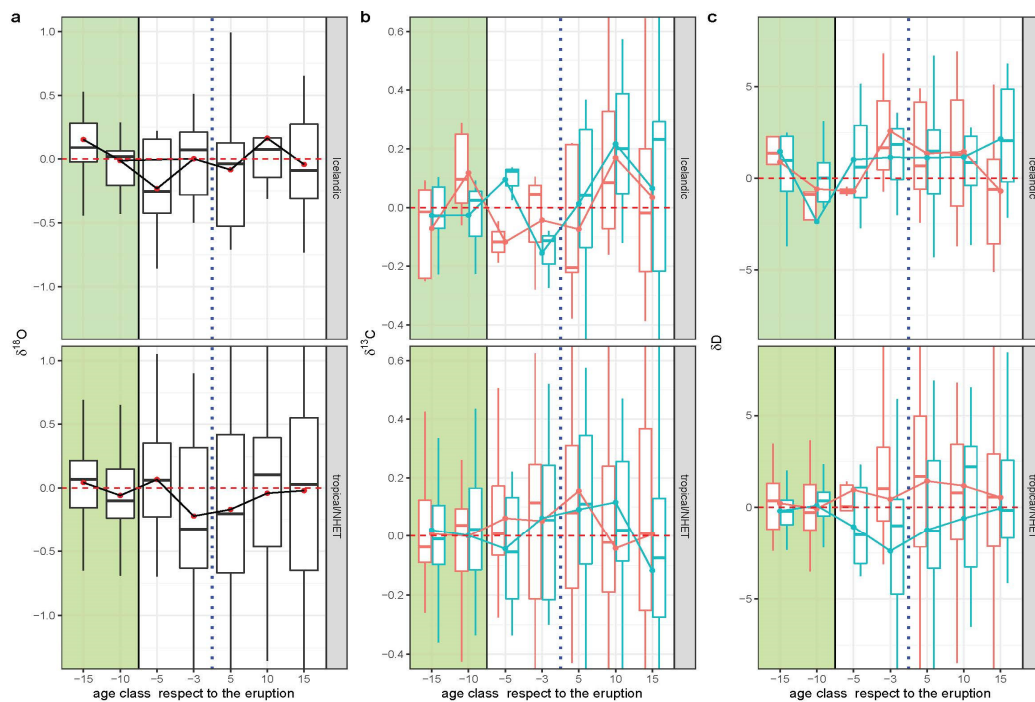 a
b
c
1.0
0.5
0.0
−0.5
−1.0
Icelandic
0.6
0.4
0.2
0.0
−0.2
−0.4
Icelandic
5
0
−5
Icelandic
δ18O
δ13C
δD
1.0
0.5
0.0
−0.5
−1.0
tropical/NHET
0.6
0.4
0.2
0.0
−0.2
−0.4
tropical/NHET
5
0
5
tropical/NHET
−15 −10 −5 −3 5 10 15
−15 −10 −5 −3 5 10 15
−15 −10 −5 −3 5 10 15
age class respect to the eruption
age class respect to the eruption
age class respect to the eruption